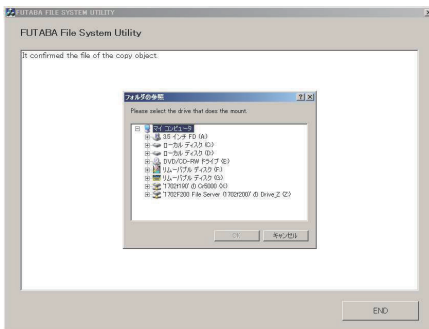 FUTABA FILE SYSTEM UTILITY
FUTABA File System Utility
It confirmed the file of the copy object.
フォルダの参照
Please select the drive that does the mount.
マイ コンピュータ
3.5 インチ FD (A:)
ローカル ディスク (C:)
ローカル ディスク (D:)
DVD/CD-RW ドライブ (E:)
リムーバブル ディスク (F:)
リムーバブル ディスク (G:)
OK
キャンセル
END